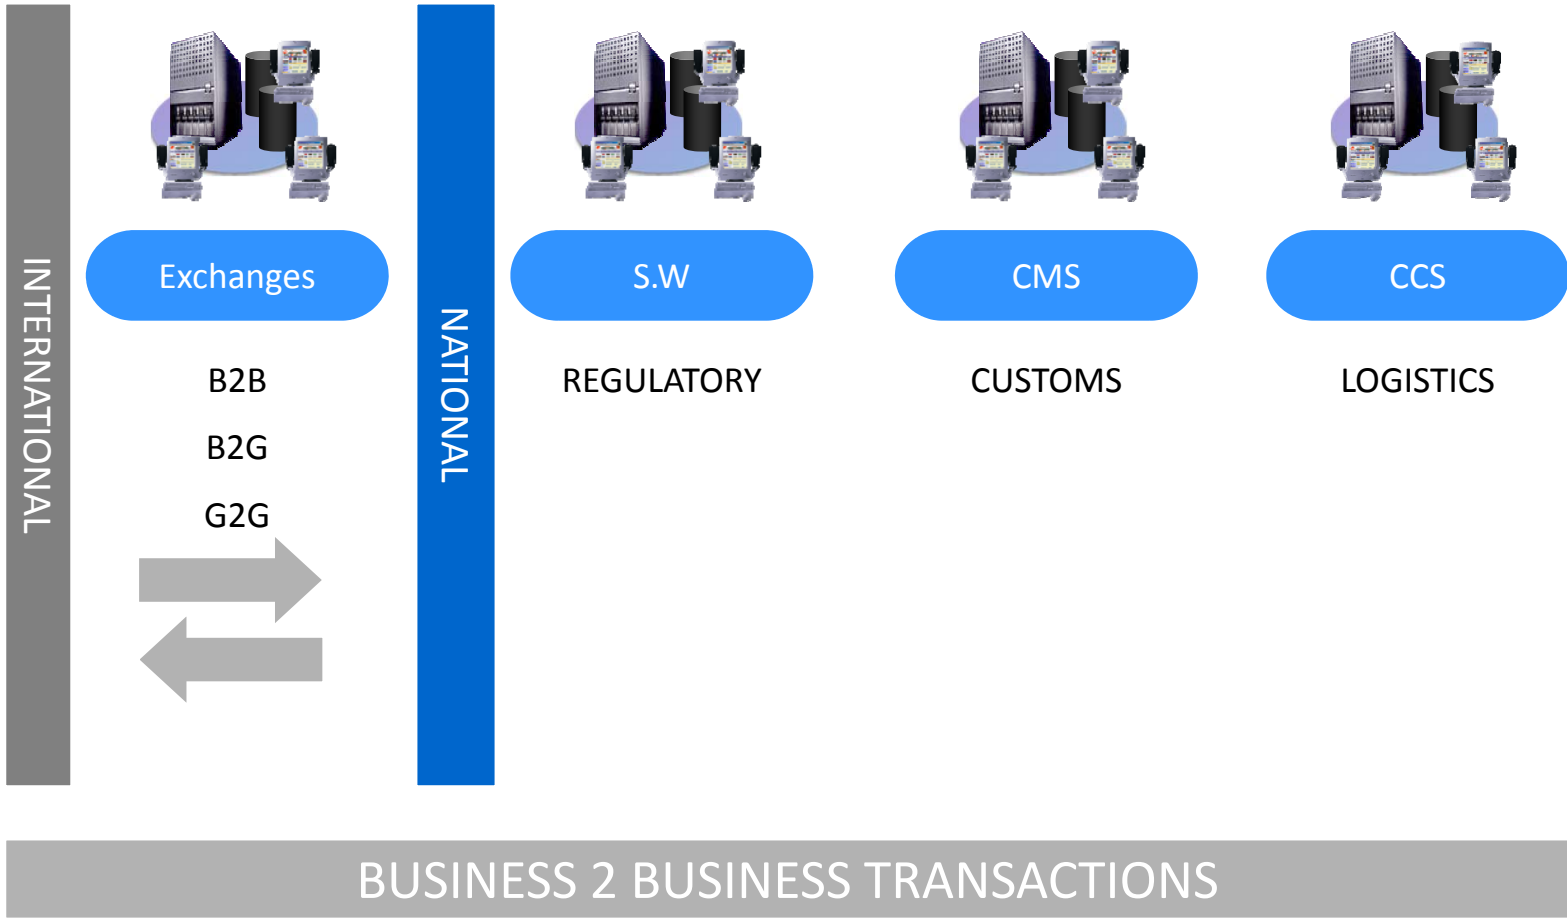 INTERNATIONAL
Exchanges
B2B
B2G
G2G
NATIONAL
S.W
REGULATORY
CMS
CUSTOMS
CCS
LOGISTICS
BUSINESS 2 BUSINESS TRANSACTIONS